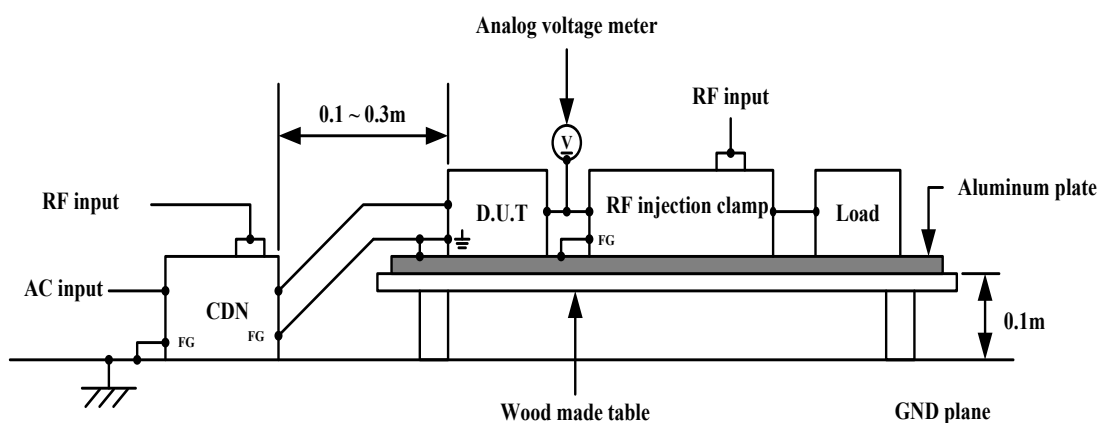 Analog voltage meter
RF input
0.1 ~ 0.3m
V
Aluminum plate
RF input
D.U.T
RF injection clamp
Load
FG
AC input
CDN
FG
FG
0.1m
Wood made table
GND plane